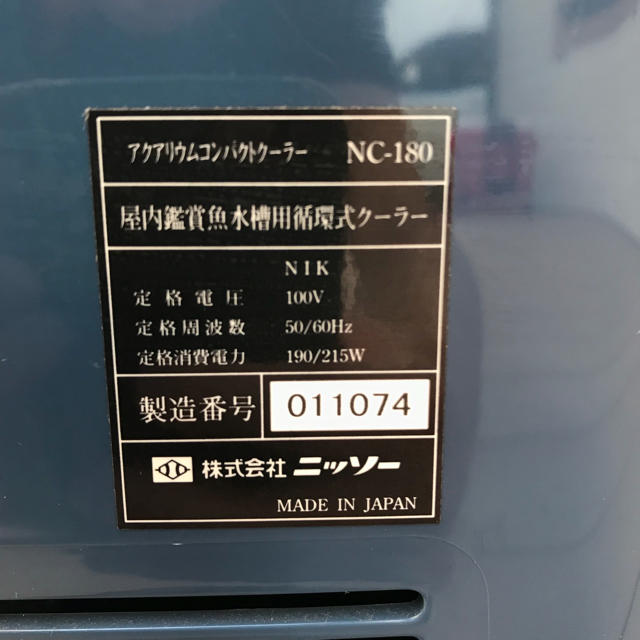 アクアリウムコンパクトクーラー NC-180
屋内鑑賞魚水槽用循環式クーラー
NIK
定格電圧 100V
定格周波数 50/60Hz
定格消費電力 190/215W
製造番号 011074
株式会社 ニッソー
MADE IN JAPAN